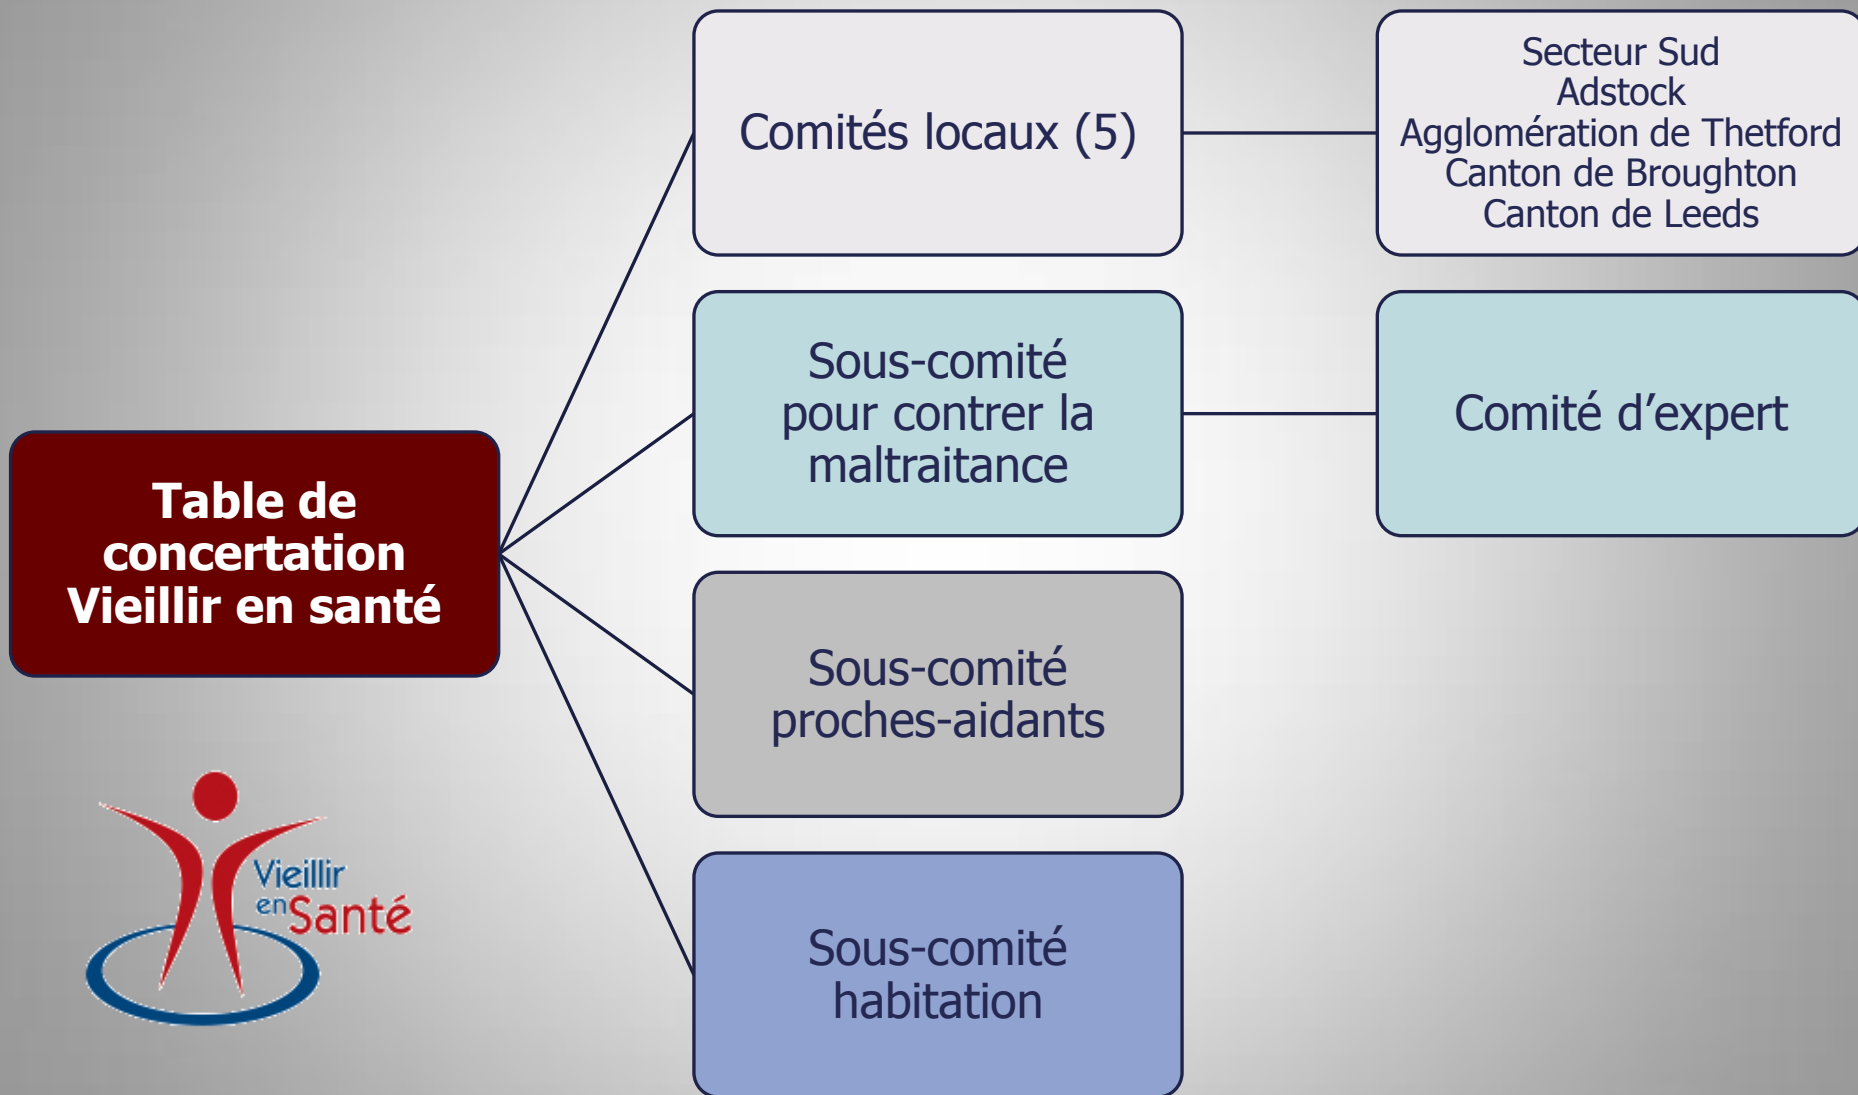 Table de
concertation
Vieillir en santé
Comités locaux (5)
Secteur Sud
Adstock
Agglomération de Thetford
Canton de Broughton
Canton de Leeds
Sous-comité
pour contrer la
maltraitance
Comité d’expert
Sous-comité
proches-aidants
Sous-comité
habitation
Vieillir
en Santé